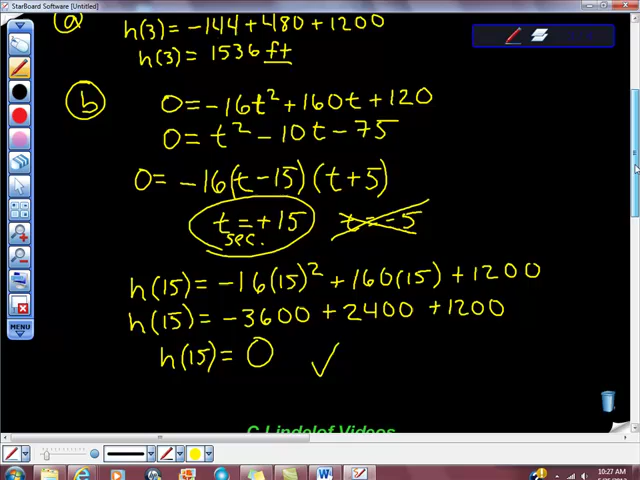 StarBoard Software [Untitled]
(a)
h(3) = -144 + 480 + 1200
h(3) = 1536 ft
(b)
0 = -16t² + 160t + 120
0 = t² - 10t - 75
0 = -16(t-15)(t+5)
t = +15
sec.
t = -5
h(15) = -16(15)² + 160(15) + 1200
h(15) = -3600 + 2400 + 1200
h(15) = 0 ✓
MENU
C Lindelof Videos
10:27 AM